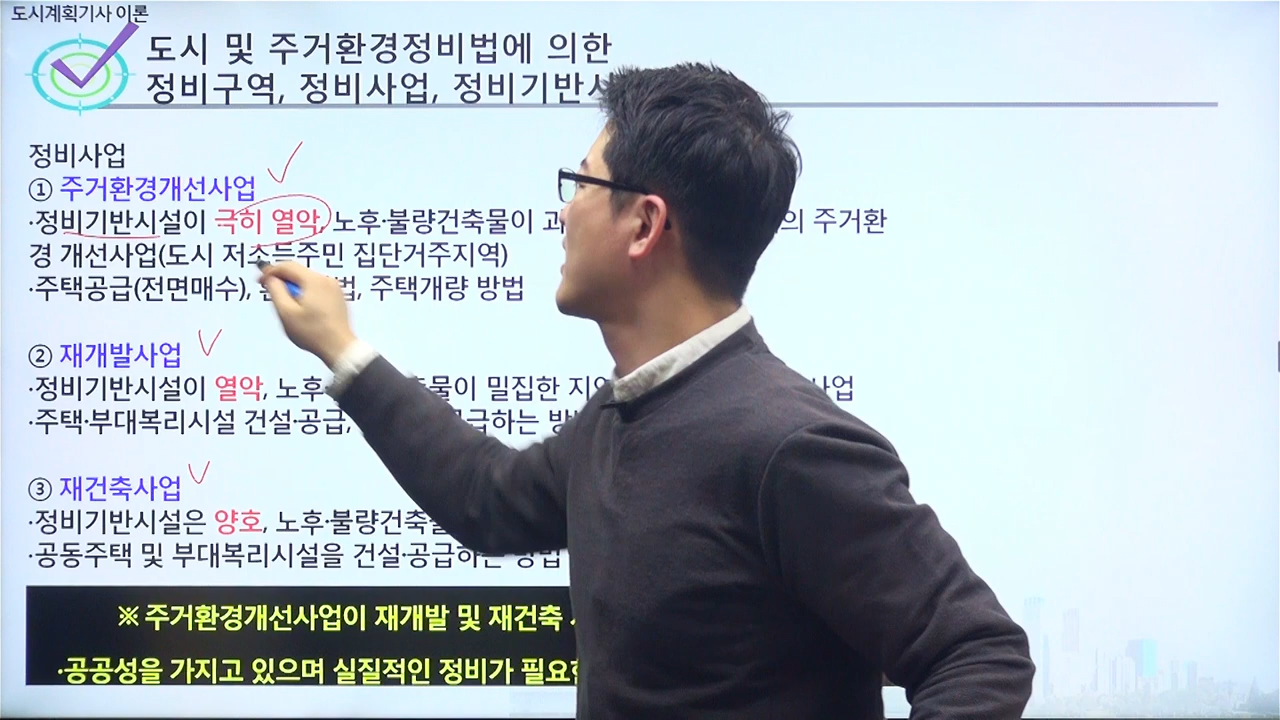 도시계획기사 이론
도시 및 주거환경정비법에 의한
정비구역, 정비사업, 정비기반시
정비사업
① 주거환경개선사업
·정비기반시설이 극히 열악, 노후·불량건축물이 과 의 주거환
경 개선사업(도시 저소득주민 집단거주지역)
·주택공급(전면매수), 법, 주택개량 방법
② 재개발사업
·정비기반시설이 열악, 노후· 축물이 밀집한 지역 사업
·주택·부대복리시설 건설·공급, 공급하는 방법
③ 재건축사업
·정비기반시설은 양호, 노후·불량건축물
·공동주택 및 부대복리시설을 건설·공급하는 방법
※ 주거환경개선사업이 재개발 및 재건축
·공공성을 가지고 있으며 실질적인 정비가 필요한